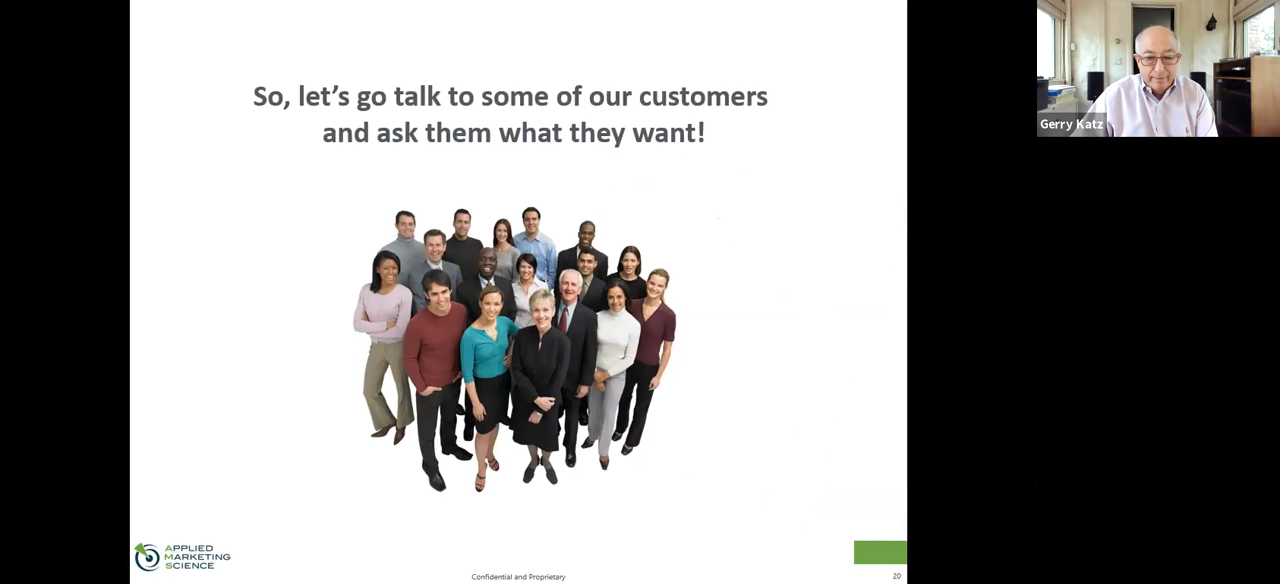 So, let's go talk to some of our customers
and ask them what they want!
Gerry Katz
APPLIED
MARKETING
SCIENCE
Confidential and Proprietary
20